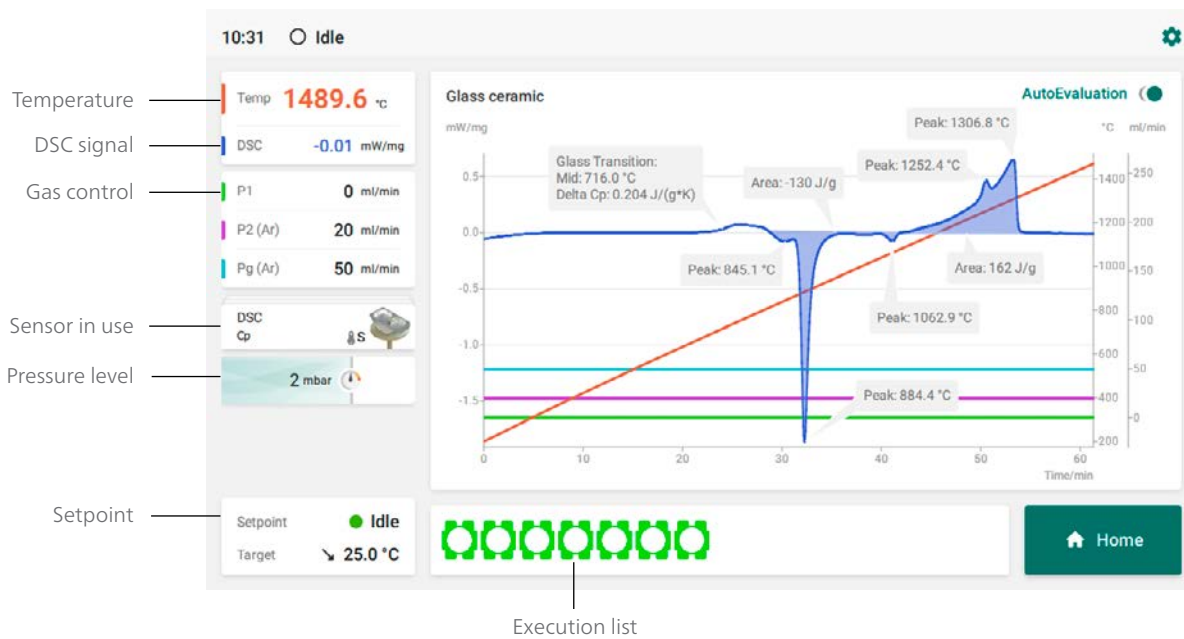 10:31 Idle
Temperature
Temp 1489.6 °C
DSC signal
DSC -0.01 mW/mg
Gas control
P1 0 ml/min
P2 (Ar) 20 ml/min
Pg (Ar) 50 ml/min
Sensor in use
DSC
Cp
S
Pressure level
2 mbar
Setpoint
Setpoint Idle
Target ↘ 25.0 °C
Glass ceramic
AutoEvaluation
mW/mg
°C ml/min
Peak: 1306.8 °C
Peak: 1252.4 °C
Glass Transition:
Mid: 716.0 °C
Delta Cp: 0.204 J/(g*K)
Area: -130 J/g
Peak: 845.1 °C
Area: 162 J/g
Peak: 1062.9 °C
Peak: 884.4 °C
0.5
0.0
-0.5
-1.0
-1.5
1400
1200
1000
800
600
400
200
250
200
150
100
50
0
0 10 20 30 40 50 60
Time/min
Home
Execution list